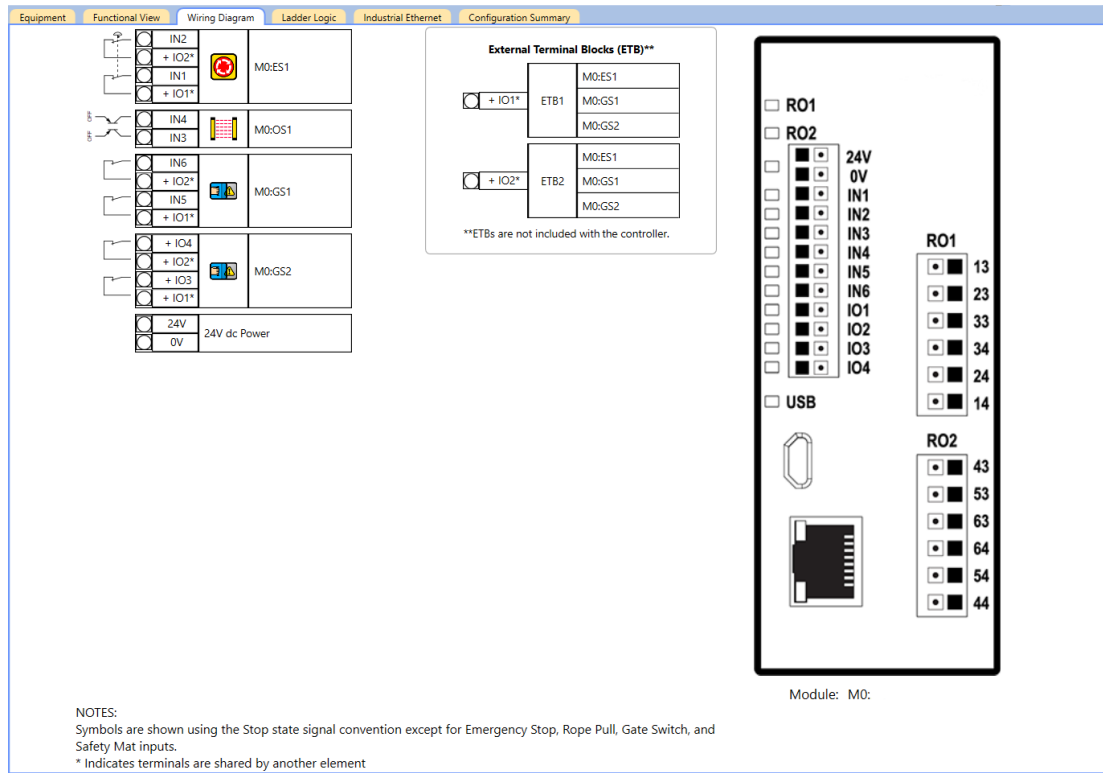 Equipment Functional View Wiring Diagram Ladder Logic Industrial Ethernet Configuration Summary
IN2
+ IO2*
IN1
+ IO1*
M0:ES1
OFF
OFF
IN4
IN3
M0:OS1
IN6
+ IO2*
IN5
+ IO1*
M0:GS1
+ IO4
+ IO2*
+ IO3
+ IO1*
M0:GS2
24V
0V
24V dc Power
External Terminal Blocks (ETB)**
+ IO1*
ETB1
M0:ES1
M0:GS1
M0:GS2
+ IO2*
ETB2
M0:ES1
M0:GS1
M0:GS2
**ETBs are not included with the controller.
RO1
RO2
24V
0V
IN1
IN2
IN3
IN4
IN5
IN6
IO1
IO2
IO3
IO4
USB
RO1
13
23
33
34
24
14
RO2
43
53
63
64
54
44
Module: M0:
NOTES:
Symbols are shown using the Stop state signal convention except for Emergency Stop, Rope Pull, Gate Switch, and
Safety Mat inputs.
* Indicates terminals are shared by another element